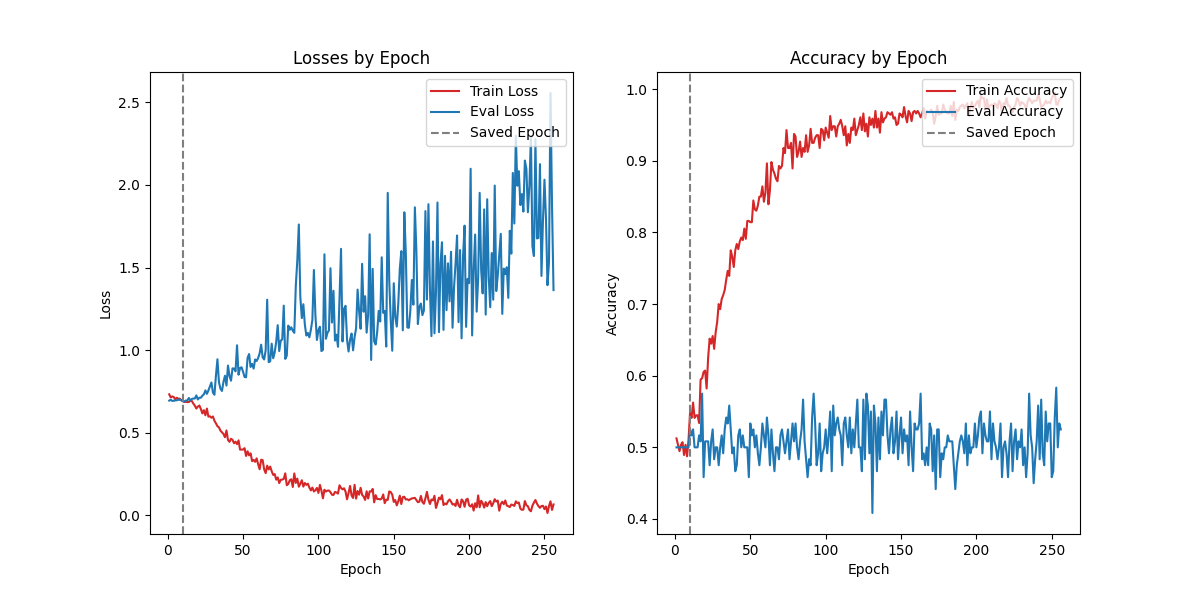 Losses by Epoch
Train Loss
Eval Loss
Saved Epoch
2.5
2.0
1.5
1.0
0.5
0.0
Loss
0
50
100
150
200
250
Epoch
Accuracy by Epoch
Train Accuracy
Eval Accuracy
Saved Epoch
1.0
0.9
0.8
0.7
0.6
0.5
0.4
Accuracy
0
50
100
150
200
250
Epoch